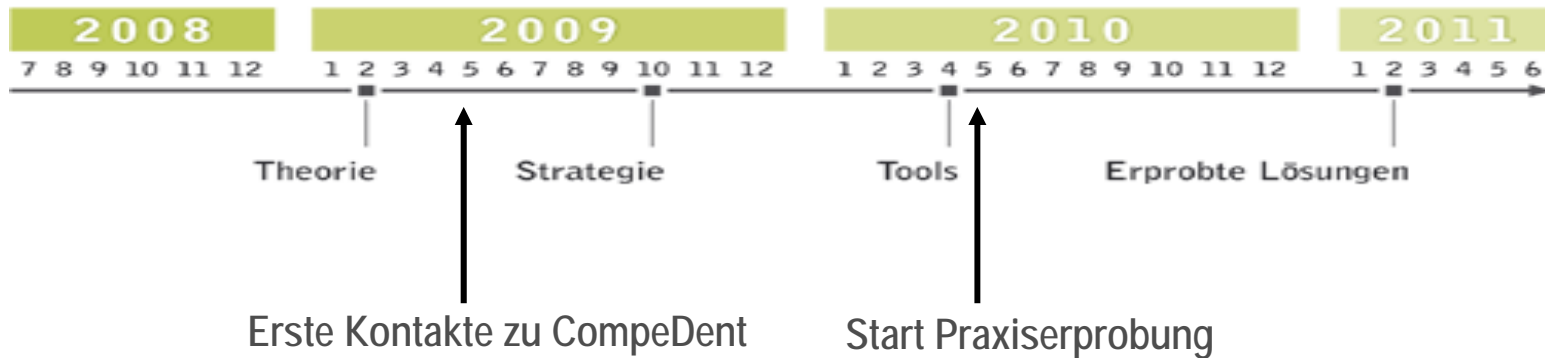 2008 2009 2010 2011
7 8 9 10 11 12 1 2 3 4 5 6 7 8 9 10 11 12 1 2 3 4 5 6 7 8 9 10 11 12 1 2 3 4 5 6
Theorie Strategie Tools Erprobte Lösungen
Erste Kontakte zu CompeDent Start Praxiserprobung